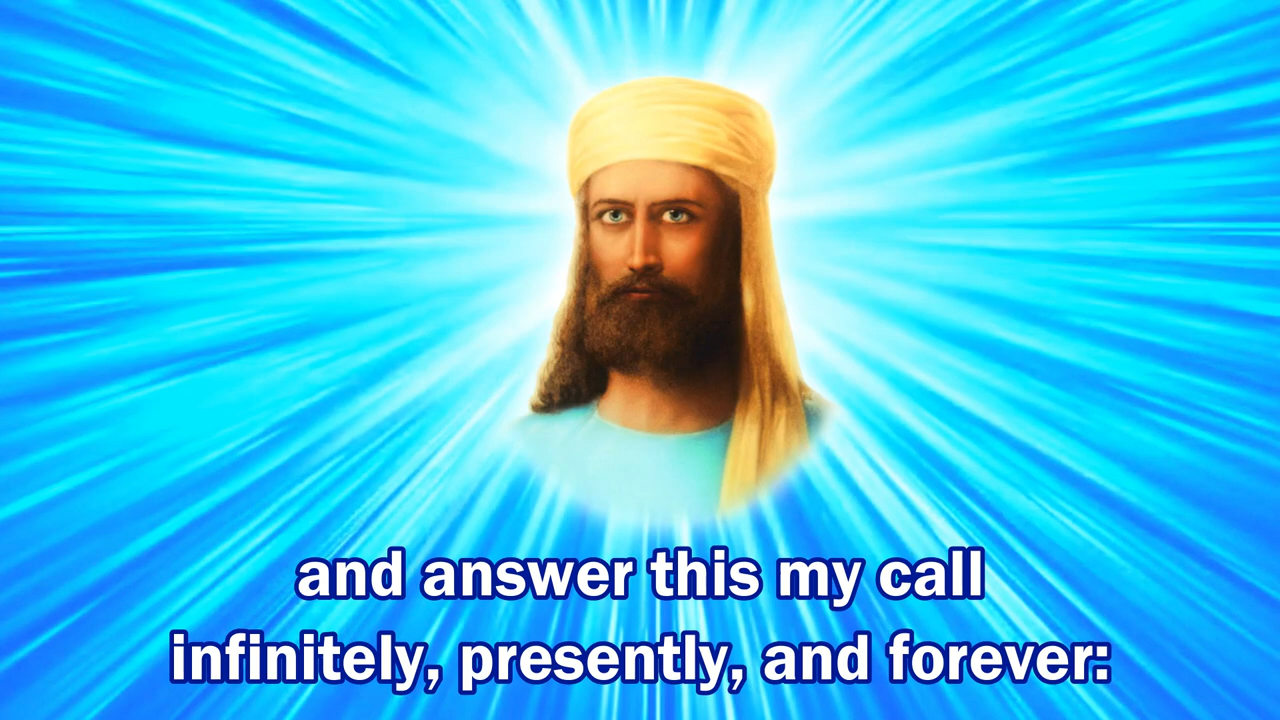 and answer this my call
infinitely, presently, and forever: